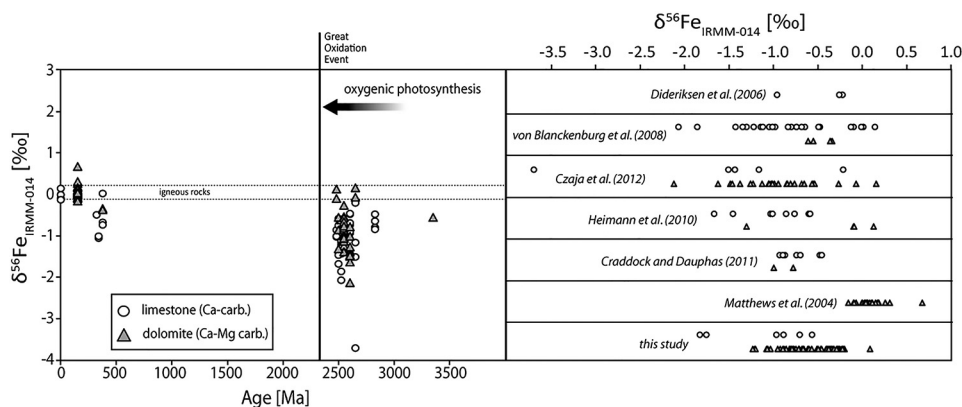 Great
Oxidation
Event
oxygenic photosynthesis
3
2
1
0
-1
-2
-3
-4
δ⁵⁶Fe_IRMM-014 [‰]
igneous rocks
limestone (Ca-carb.)
dolomite (Ca-Mg carb.)
0 500 1000 1500 2000 2500 3000 3500
Age [Ma]
δ⁵⁶Fe_IRMM-014 [‰]
-3.5 -3.0 -2.5 -2.0 -1.5 -1.0 -0.5 0.0 0.5 1.0
Dideriksen et al. (2006)
von Blanckenburg et al. (2008)
Czaja et al. (2012)
Heimann et al. (2010)
Craddock and Dauphas (2011)
Matthews et al. (2004)
this study